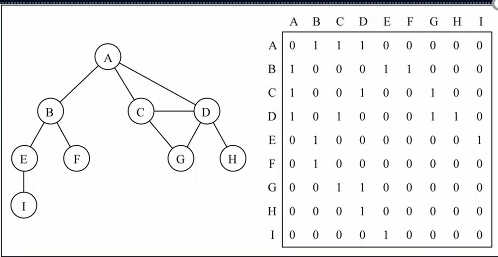 A
B C D
E F G H
I
A B C D E F G H I
A 0 1 1 1 0 0 0 0 0
B 1 0 0 0 1 1 0 0 0
C 1 0 0 1 0 0 1 0 0
D 1 0 1 0 0 0 1 1 0
E 0 1 0 0 0 0 0 0 1
F 0 1 0 0 0 0 0 0 0
G 0 0 1 1 0 0 0 0 0
H 0 0 0 1 0 0 0 0 0
I 0 0 0 0 1 0 0 0 0